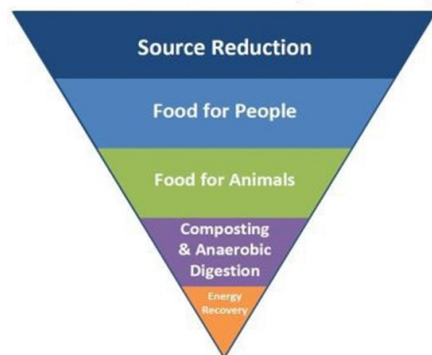 Source Reduction
Food for People
Food for Animals
Composting
& Anaerobic
Digestion
Energy
Recovery